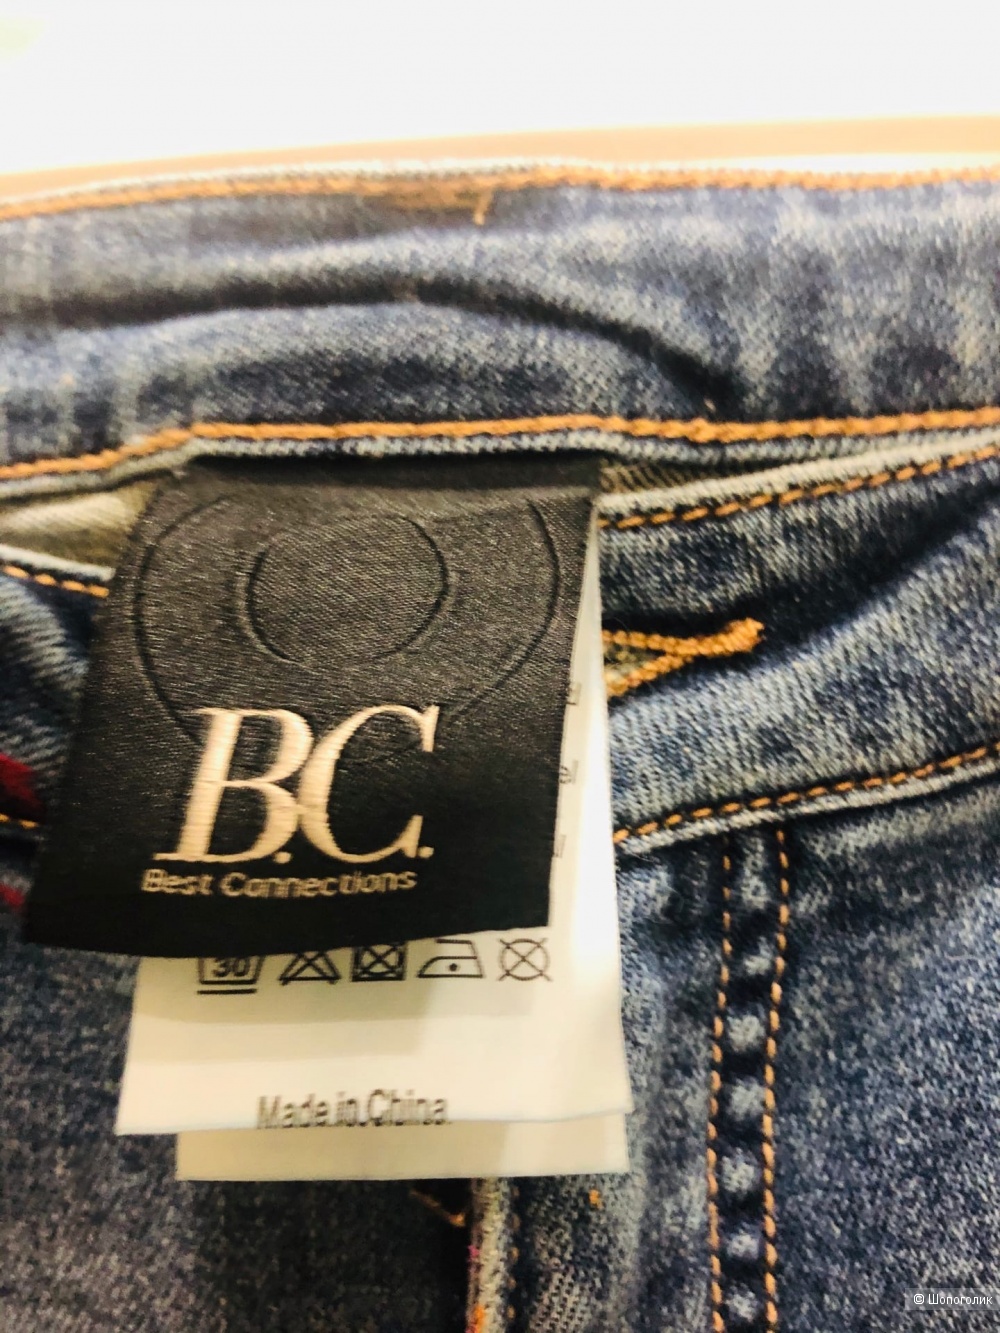 B.C.
Best Connections
30
Made in China
© Шопоголик